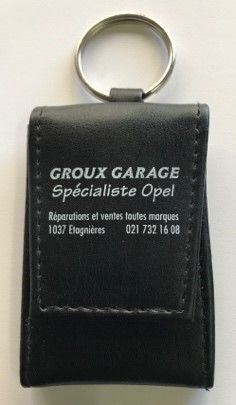 GROUX GARAGE
Spécialiste Opel
Réparations et ventes toutes marques
1037 Etagnières 021 732 16 08